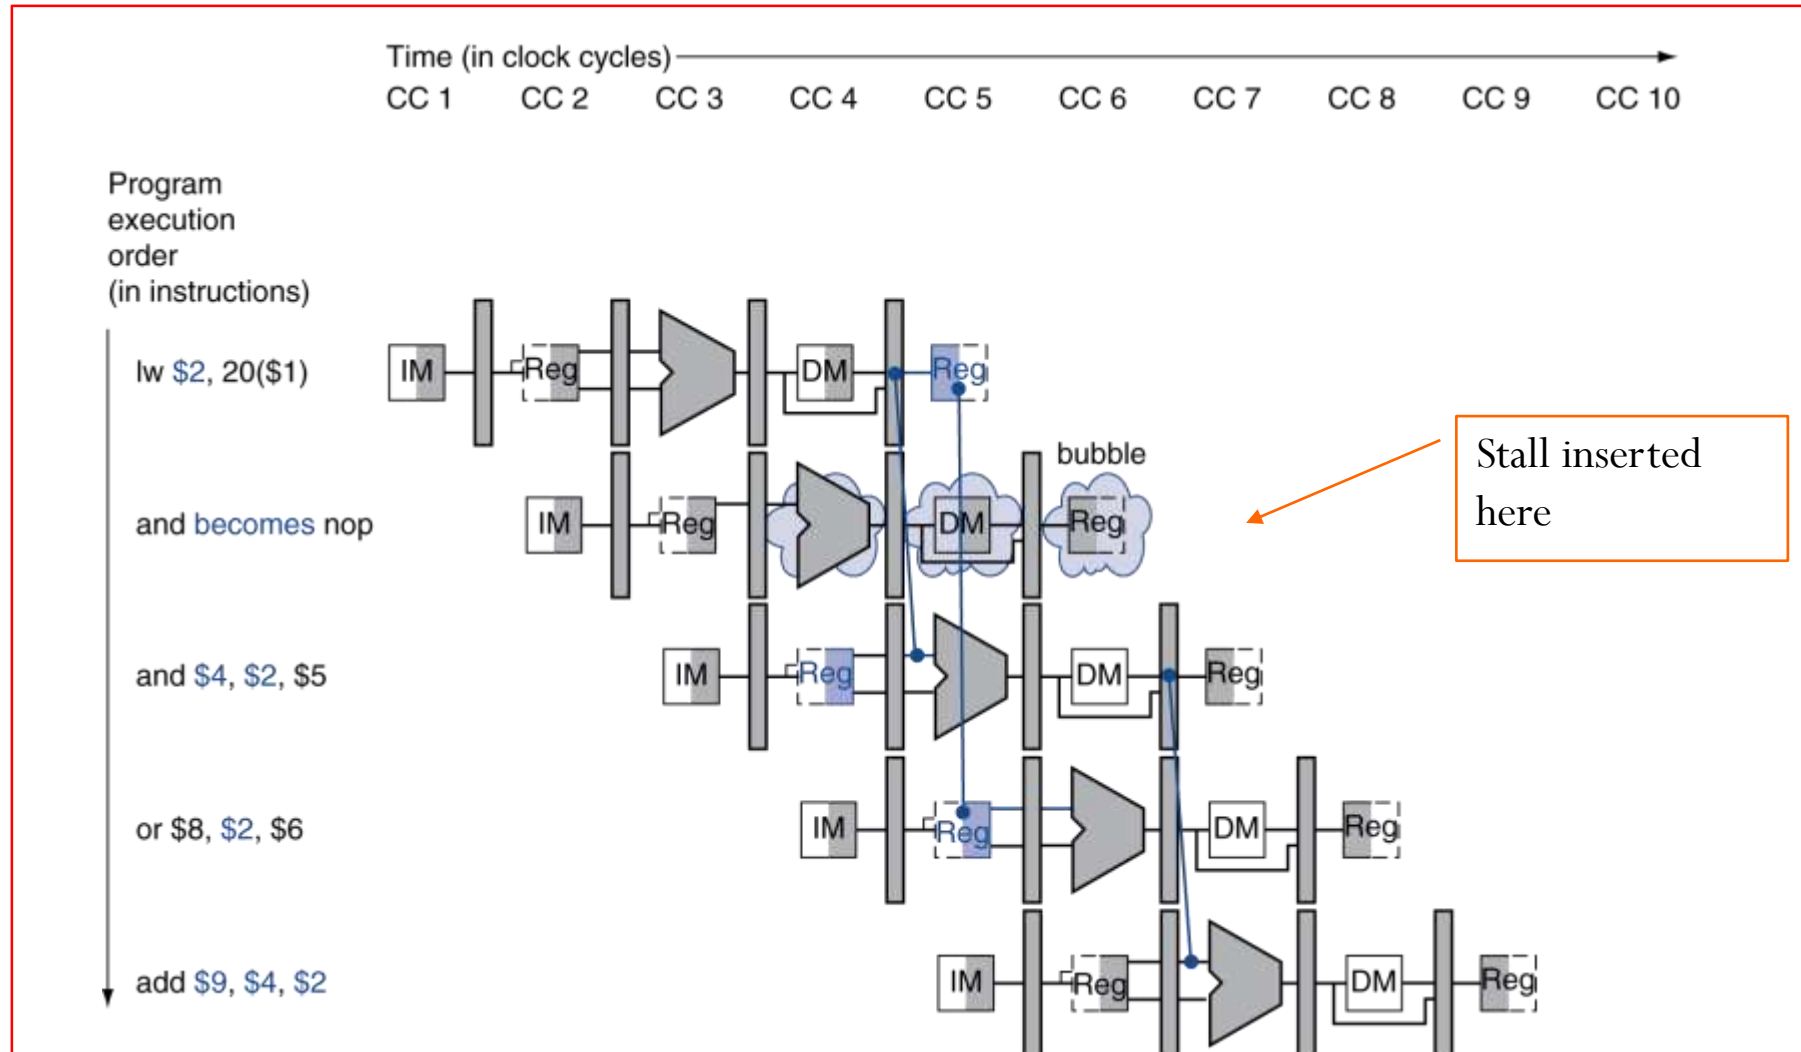 Time (in clock cycles)
CC 1 CC 2 CC 3 CC 4 CC 5 CC 6 CC 7 CC 8 CC 9 CC 10
Program
execution
order
(in instructions)
lw $2, 20($1)
IM Reg DM Reg
bubble
Stall inserted
here
and becomes nop
IM Reg DM Reg
and $4, $2, $5
IM Reg DM Reg
or $8, $2, $6
IM Reg DM Reg
add $9, $4, $2
IM Reg DM Reg